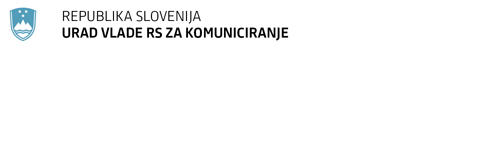 REPUBLIKA SLOVENIJA
URAD VLADE RS ZA KOMUNICIRANJE